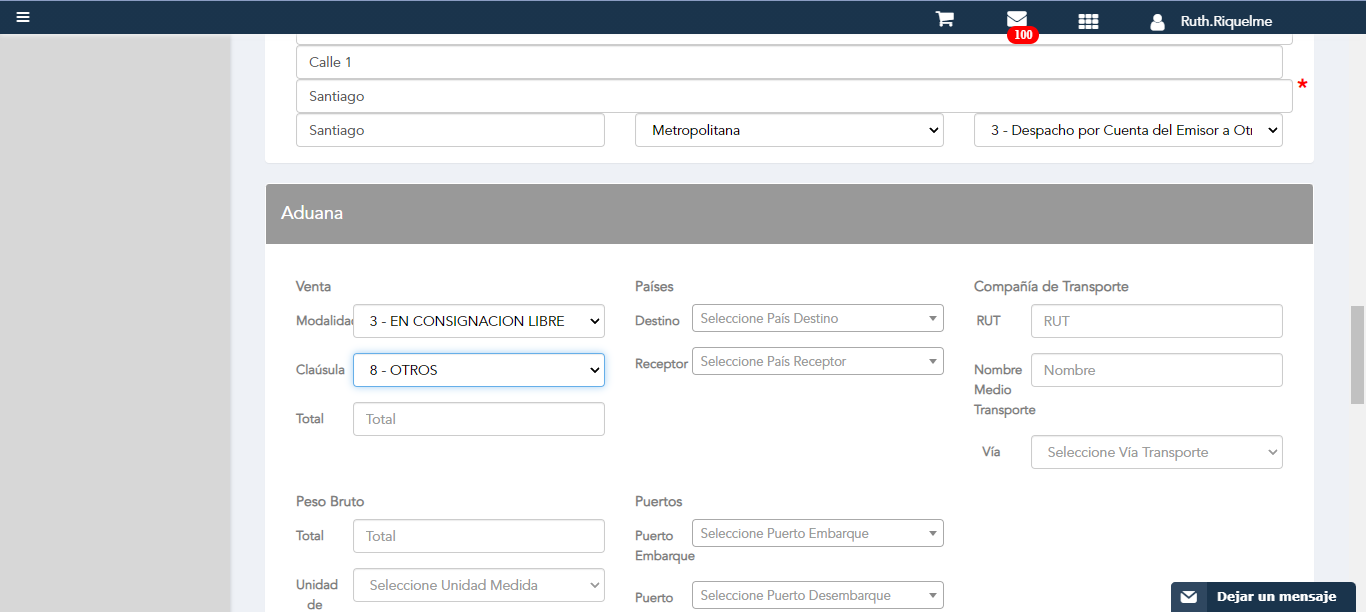 100
Ruth.Riquelme
Calle 1
Santiago
*
Santiago
Metropolitana
3 - Despacho por Cuenta del Emisor a Otr
Aduana
Venta
Países
Compañía de Transporte
Modalidad
3 - EN CONSIGNACION LIBRE
Destino
Seleccione País Destino
RUT
RUT
Claúsula
8 - OTROS
Receptor
Seleccione País Receptor
Nombre
Medio
Transporte
Nombre
Total
Total
Vía
Seleccione Vía Transporte
Peso Bruto
Puertos
Total
Total
Puerto
Embarque
Seleccione Puerto Embarque
Unidad
de
Seleccione Unidad Medida
Puerto
Seleccione Puerto Desembarque
Dejar un mensaje